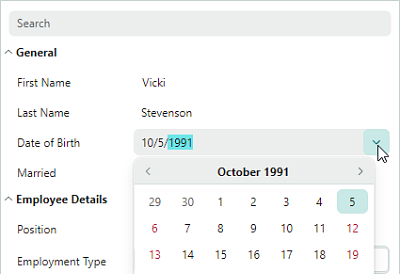 Search
General
First Name Vicki
Last Name Stevenson
Date of Birth 10/5/1991
Married
October 1991
Employee Details
29 30 1 2 3 4 5
Position
6 7 8 9 10 11 12
Employment Type
13 14 15 16 17 18 19